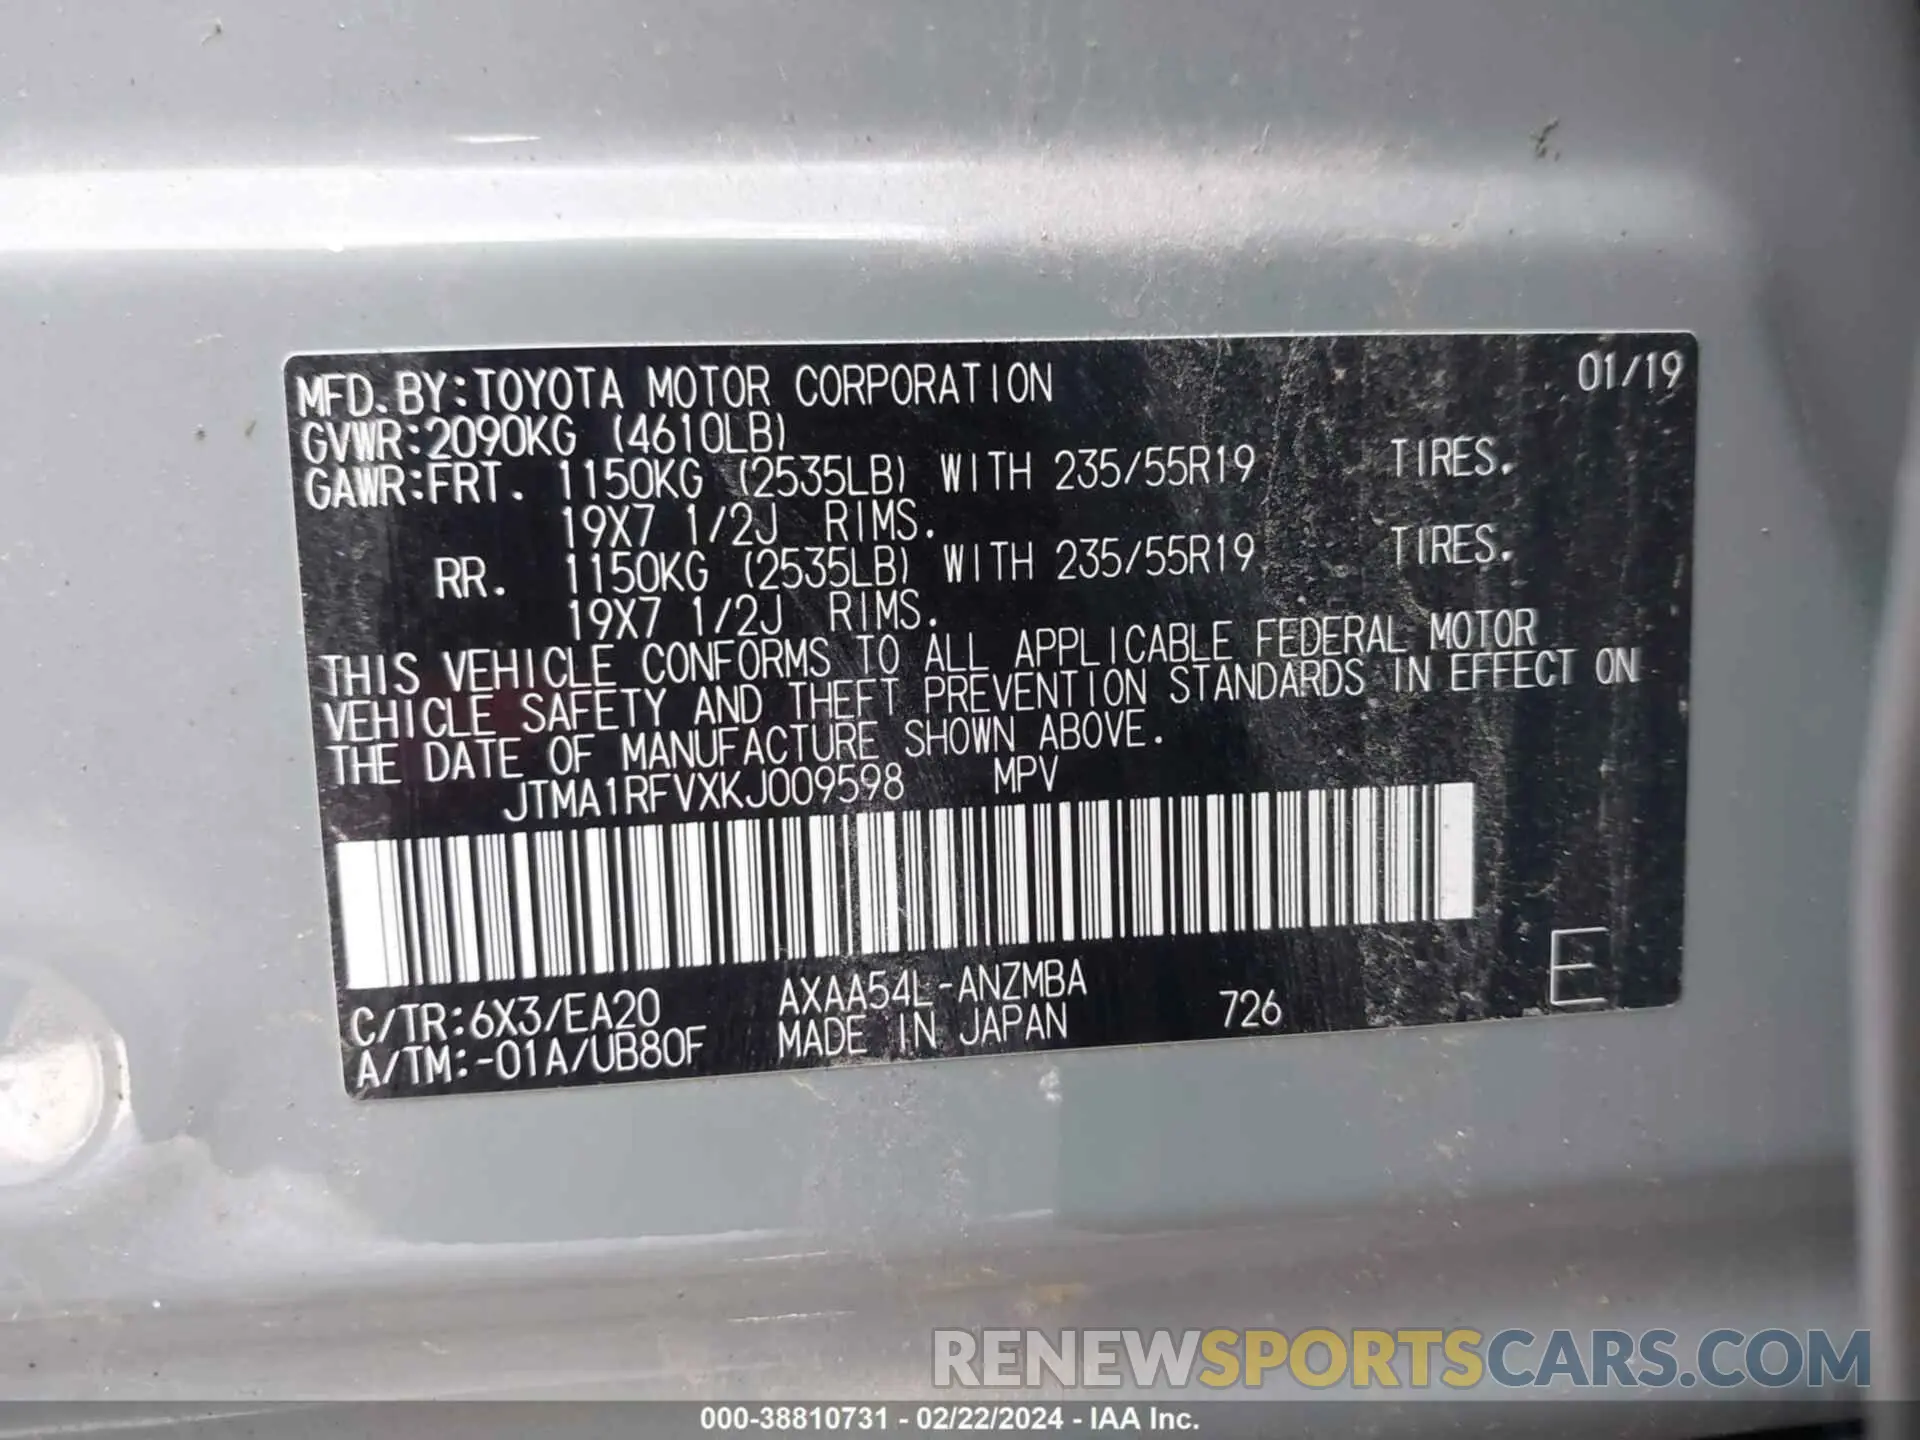 MFD. BY:TOYOTA MOTOR CORPORATION 01/19
GVWR:2090KG (4610LB)
GAWR:FRT. 1150KG (2535LB) WITH 235/55R19 TIRES.
19X7 1/2J RIMS.
RR. 1150KG (2535LB) WITH 235/55R19 TIRES.
19X7 1/2J RIMS.
THIS VEHICLE CONFORMS TO ALL APPLICABLE FEDERAL MOTOR
VEHICLE SAFETY AND THEFT PREVENTION STANDARDS IN EFFECT ON
THE DATE OF MANUFACTURE SHOWN ABOVE.
JTMA1RFVXKJ009598 MPV
C/TR:6X3/EA20 AXAA54L-ANZMBA
A/TM:-01A/UB80F MADE IN JAPAN 726 E
RENEWSPORTSCARS.COM
000-38810731 - 02/22/2024 - IAA Inc.